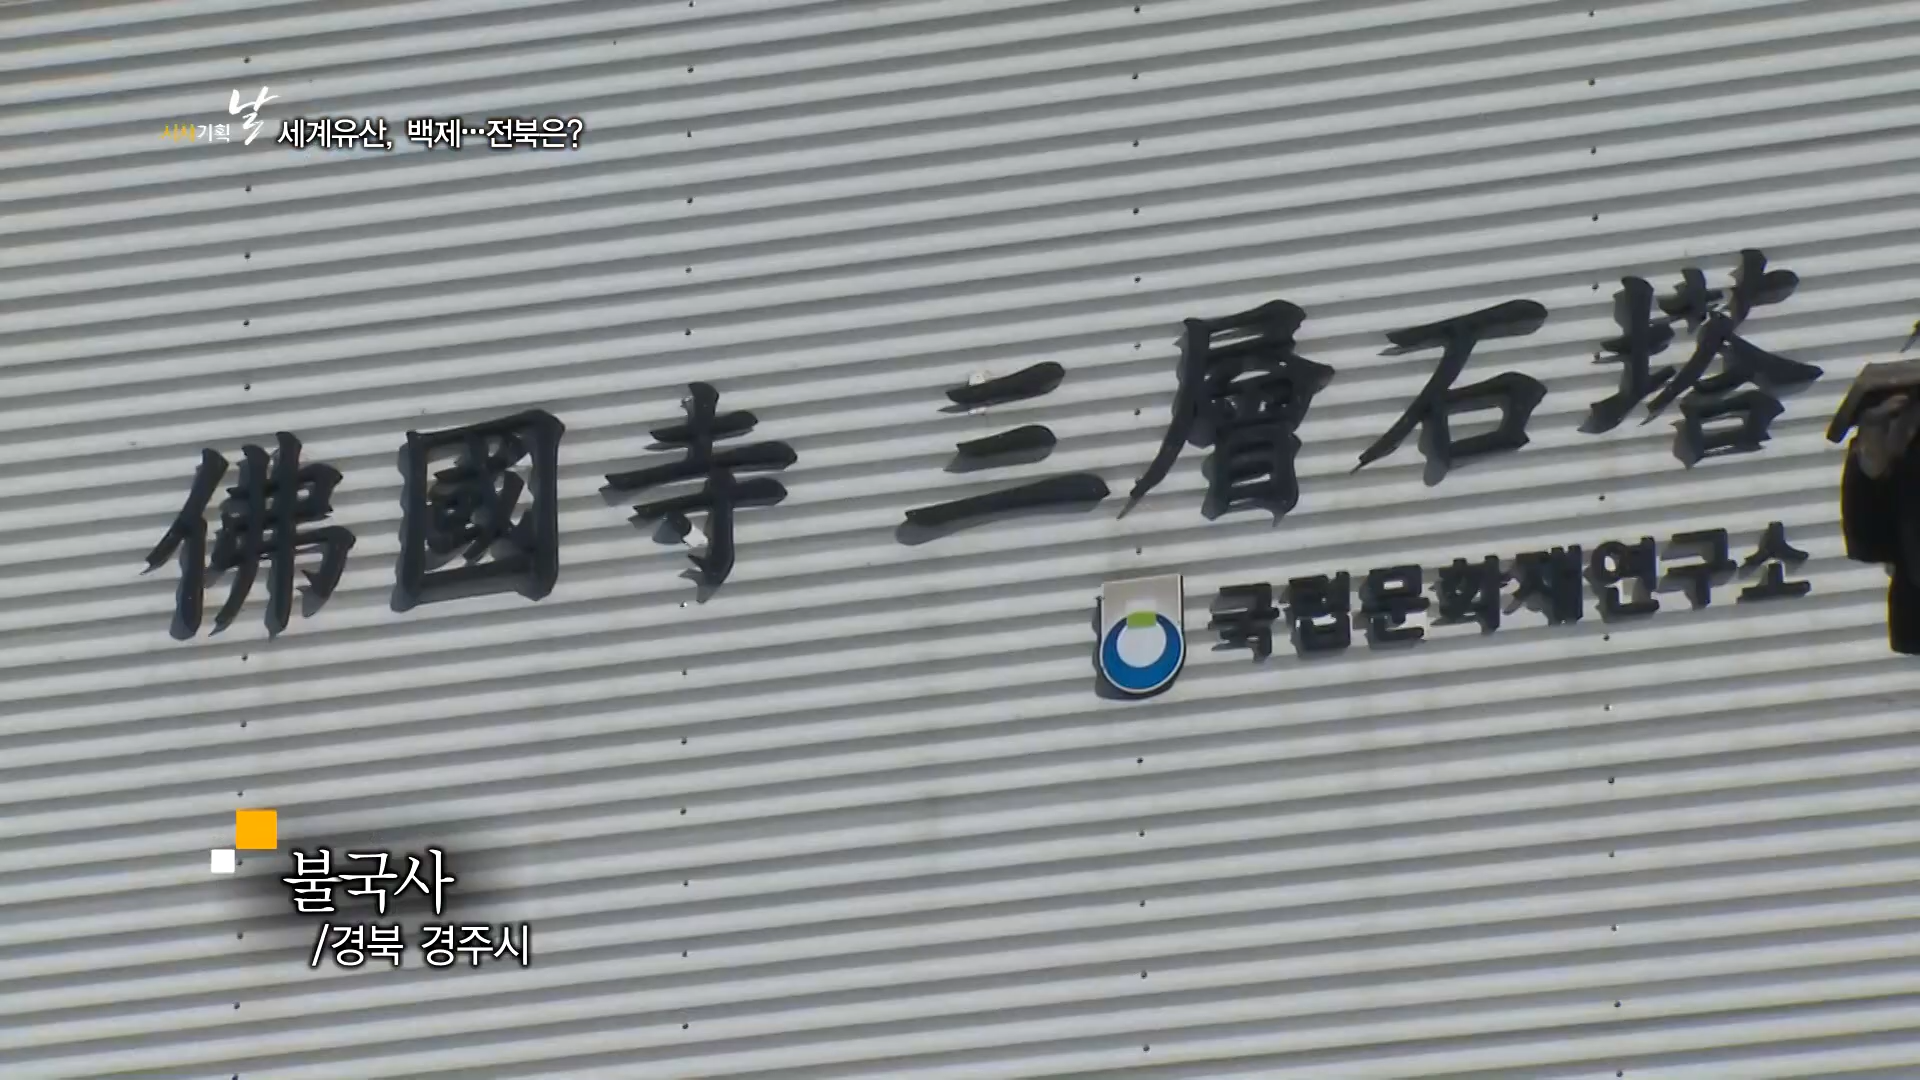 시사기획 날 세계유산, 백제…전북은?
佛國寺 三層石塔
국립문화재연구소
불국사
/경북 경주시